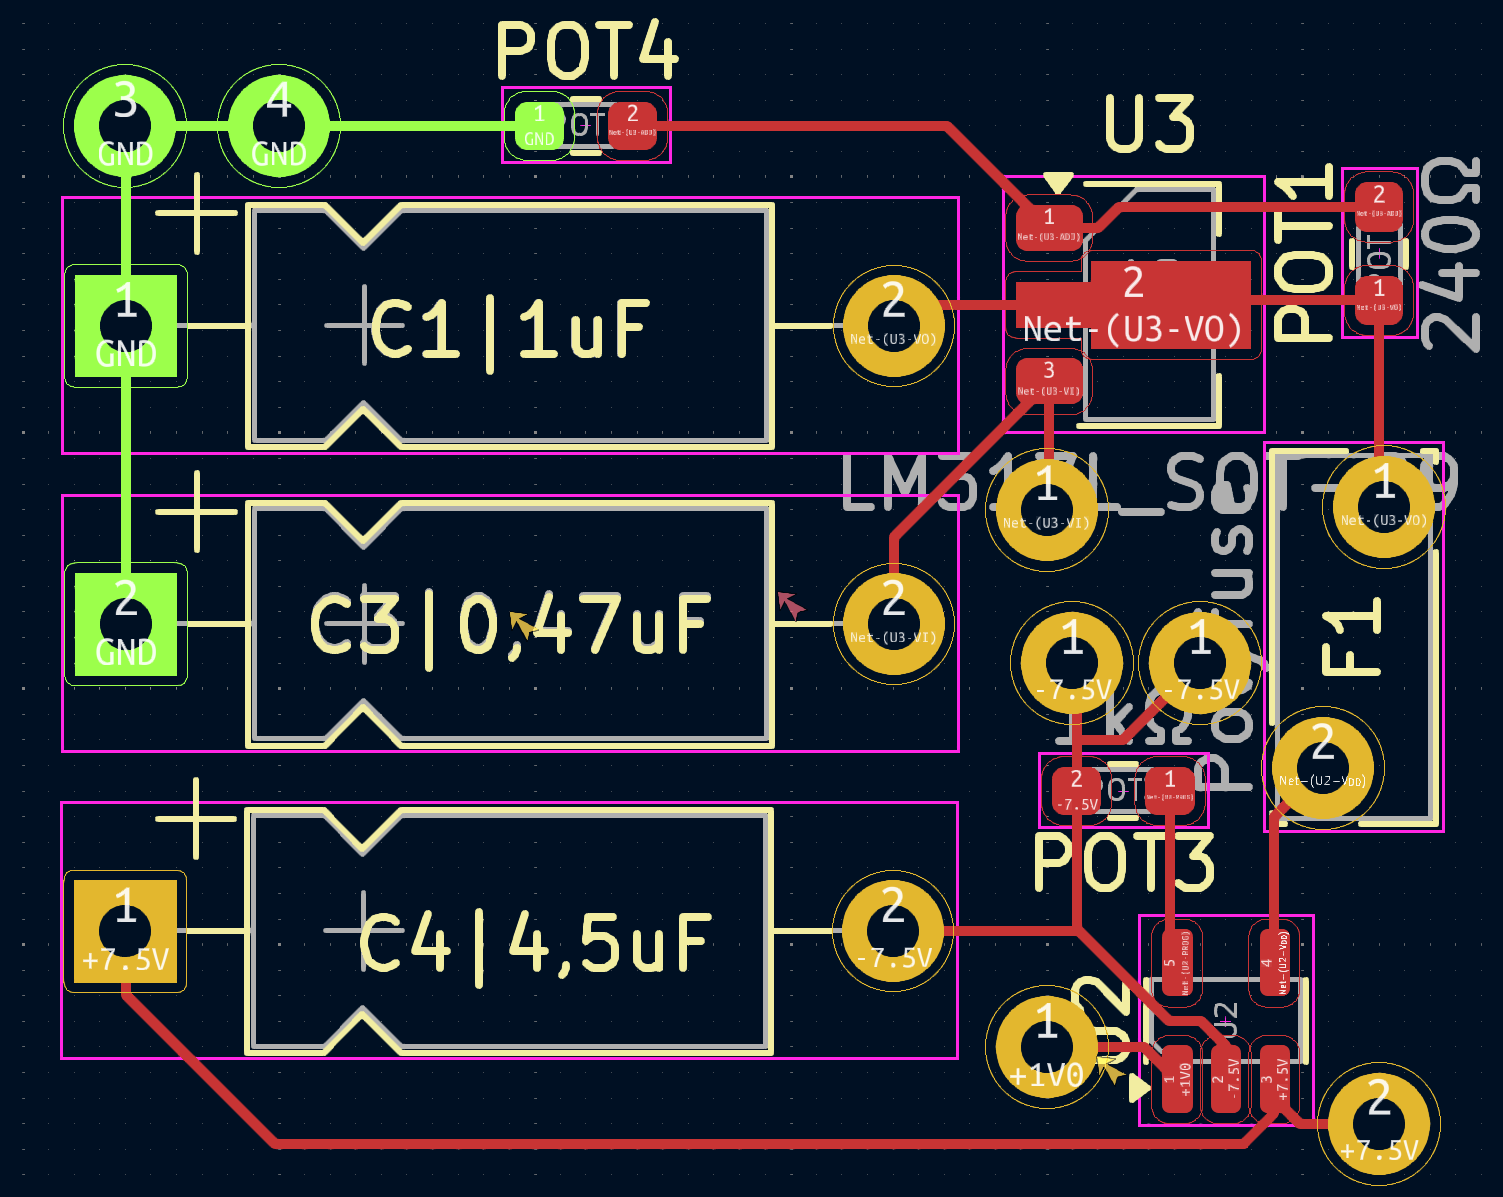 POT4
3
GND
4
GND
1
GND
2
Net-(U3-ADJ)
U3
1
Net-(U3-ADJ)
POT1
240Ω
2
Net-(U3-ADJ)
1
Net-(U3-VO)
1
GND
C1|1uF
2
Net-(U3-VO)
2
Net-(U3-VO)
3
Net-(U3-VI)
1
Net-(U3-VI)
1
Net-(U3-VO)
2
GND
C3|0,47uF
2
Net-(U3-VI)
1
-7.5V
1
-7.5V
F1
1kΩ
2
Net-(U2-VDD)
2
-7.5V
1
POT3
1
+7.5V
C4|4,5uF
2
-7.5V
5
Net-(U2-PROG)
4
Net-(U2-VDD)
U2
U2
1
+1V0
1
+1V0
2
-7.5V
3
+7.5V
2
+7.5V